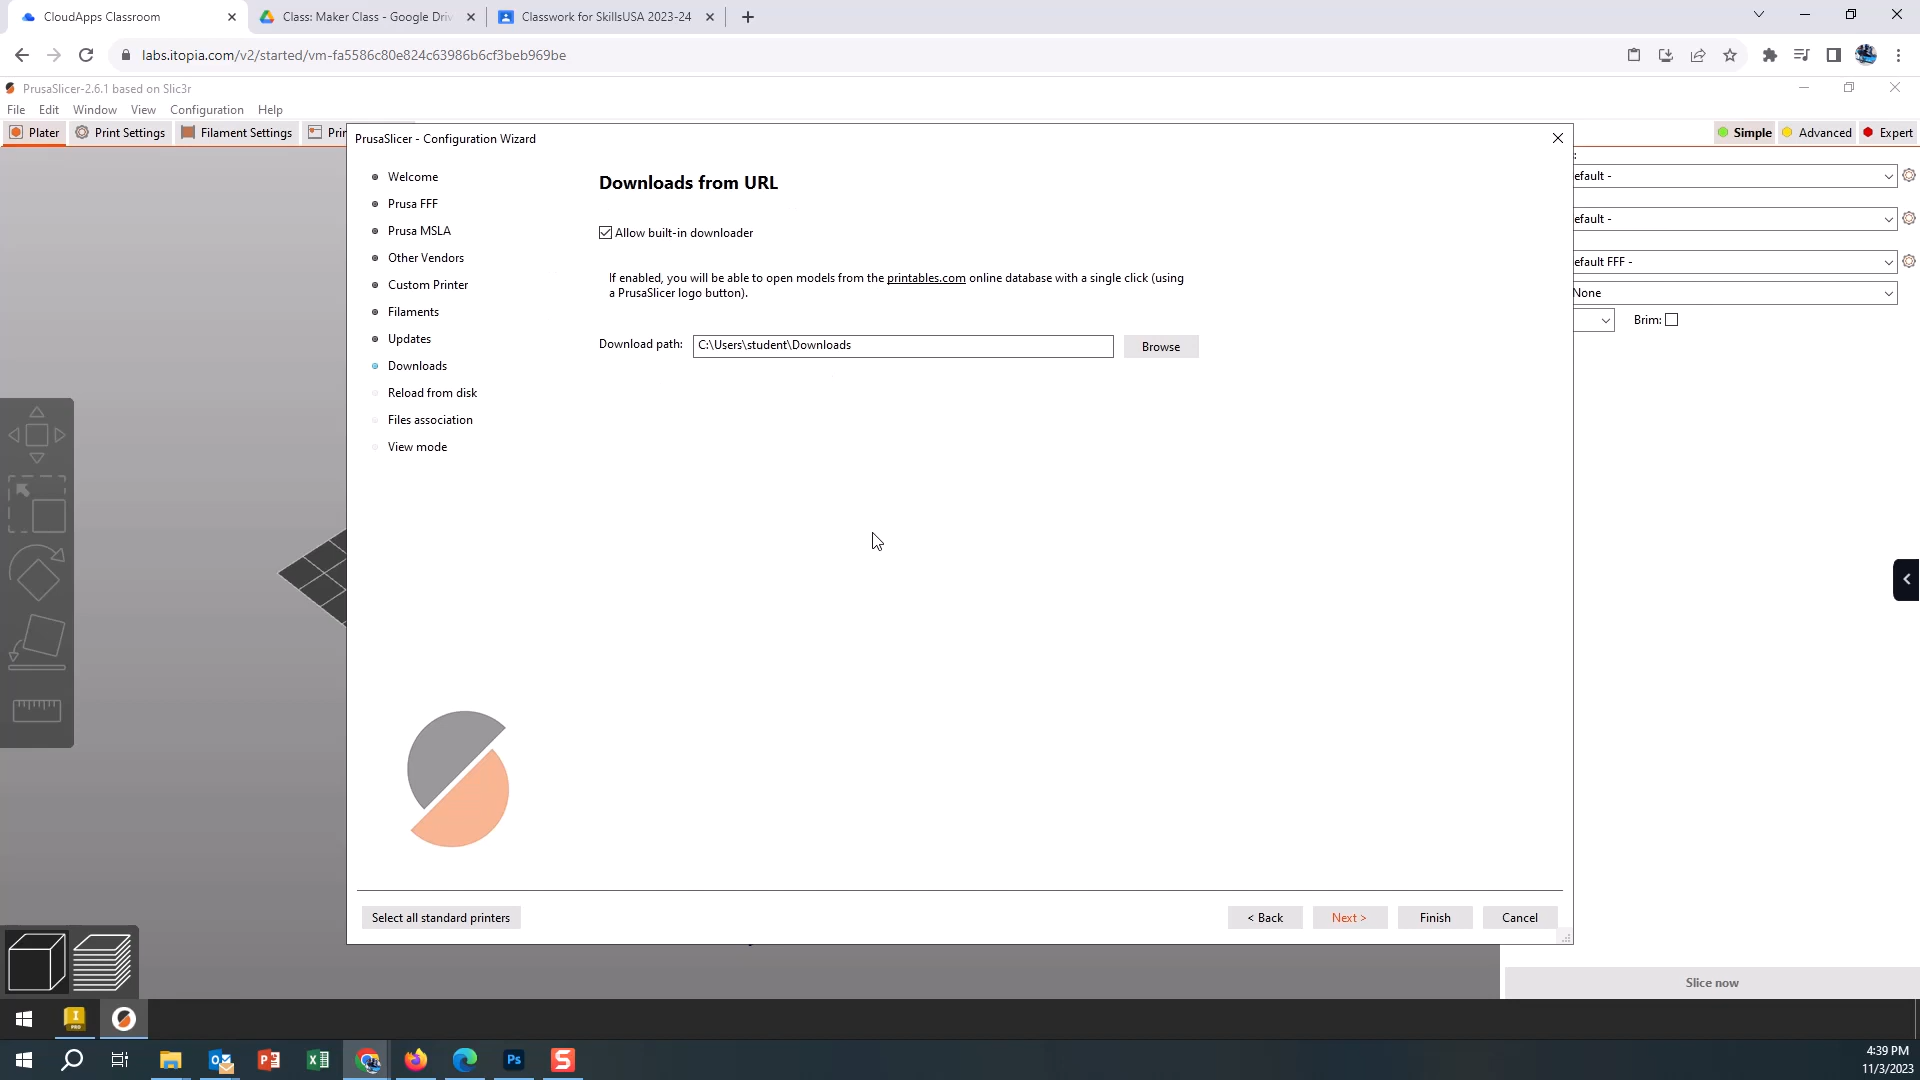 CloudApps Classroom
Class: Maker Class - Google Driv
Classwork for SkillsUSA 2023-24
labs.itopia.com/v2/started/vm-fa5586c80e824c63986b6cf3beb969be
PrusaSlicer-2.6.1 based on Slic3r
File Edit Window View Configuration Help
Plater Print Settings Filament Settings Prin
Simple Advanced Expert
PrusaSlicer - Configuration Wizard
Welcome
Prusa FFF
Prusa MSLA
Other Vendors
Custom Printer
Filaments
Updates
Downloads
Reload from disk
Files association
View mode
Downloads from URL
Allow built-in downloader
If enabled, you will be able to open models from the printables.com online database with a single click (using
a PrusaSlicer logo button).
Download path: C:\Users\student\Downloads Browse
:
efault -
efault -
efault FFF -
None
Brim:
Select all standard printers
< Back Next > Finish Cancel
Slice now
I
PRO
Ps
S
4:39 PM
11/3/2023